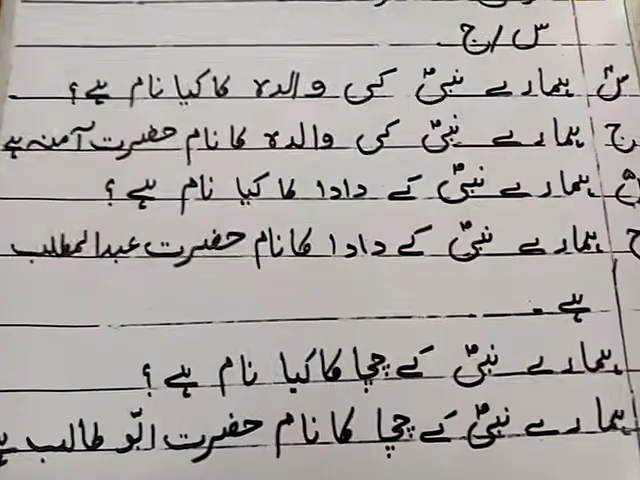 س/ج
س ہمارے نبیؐ کی والدہ کا کیا نام ہے؟
ج ہمارے نبیؐ کی والدہ کا نام حضرت آمنہ ہے
س ہمارے نبیؐ کے دادا کا کیا نام ہے؟
ج ہمارے نبیؐ کے دادا کا نام حضرت عبدالمطلب
ہے۔
ہمارے نبیؐ کے چچا کا کیا نام ہے؟
ہمارے نبیؐ کے چچا کا نام حضرت ابّو طالب ہے